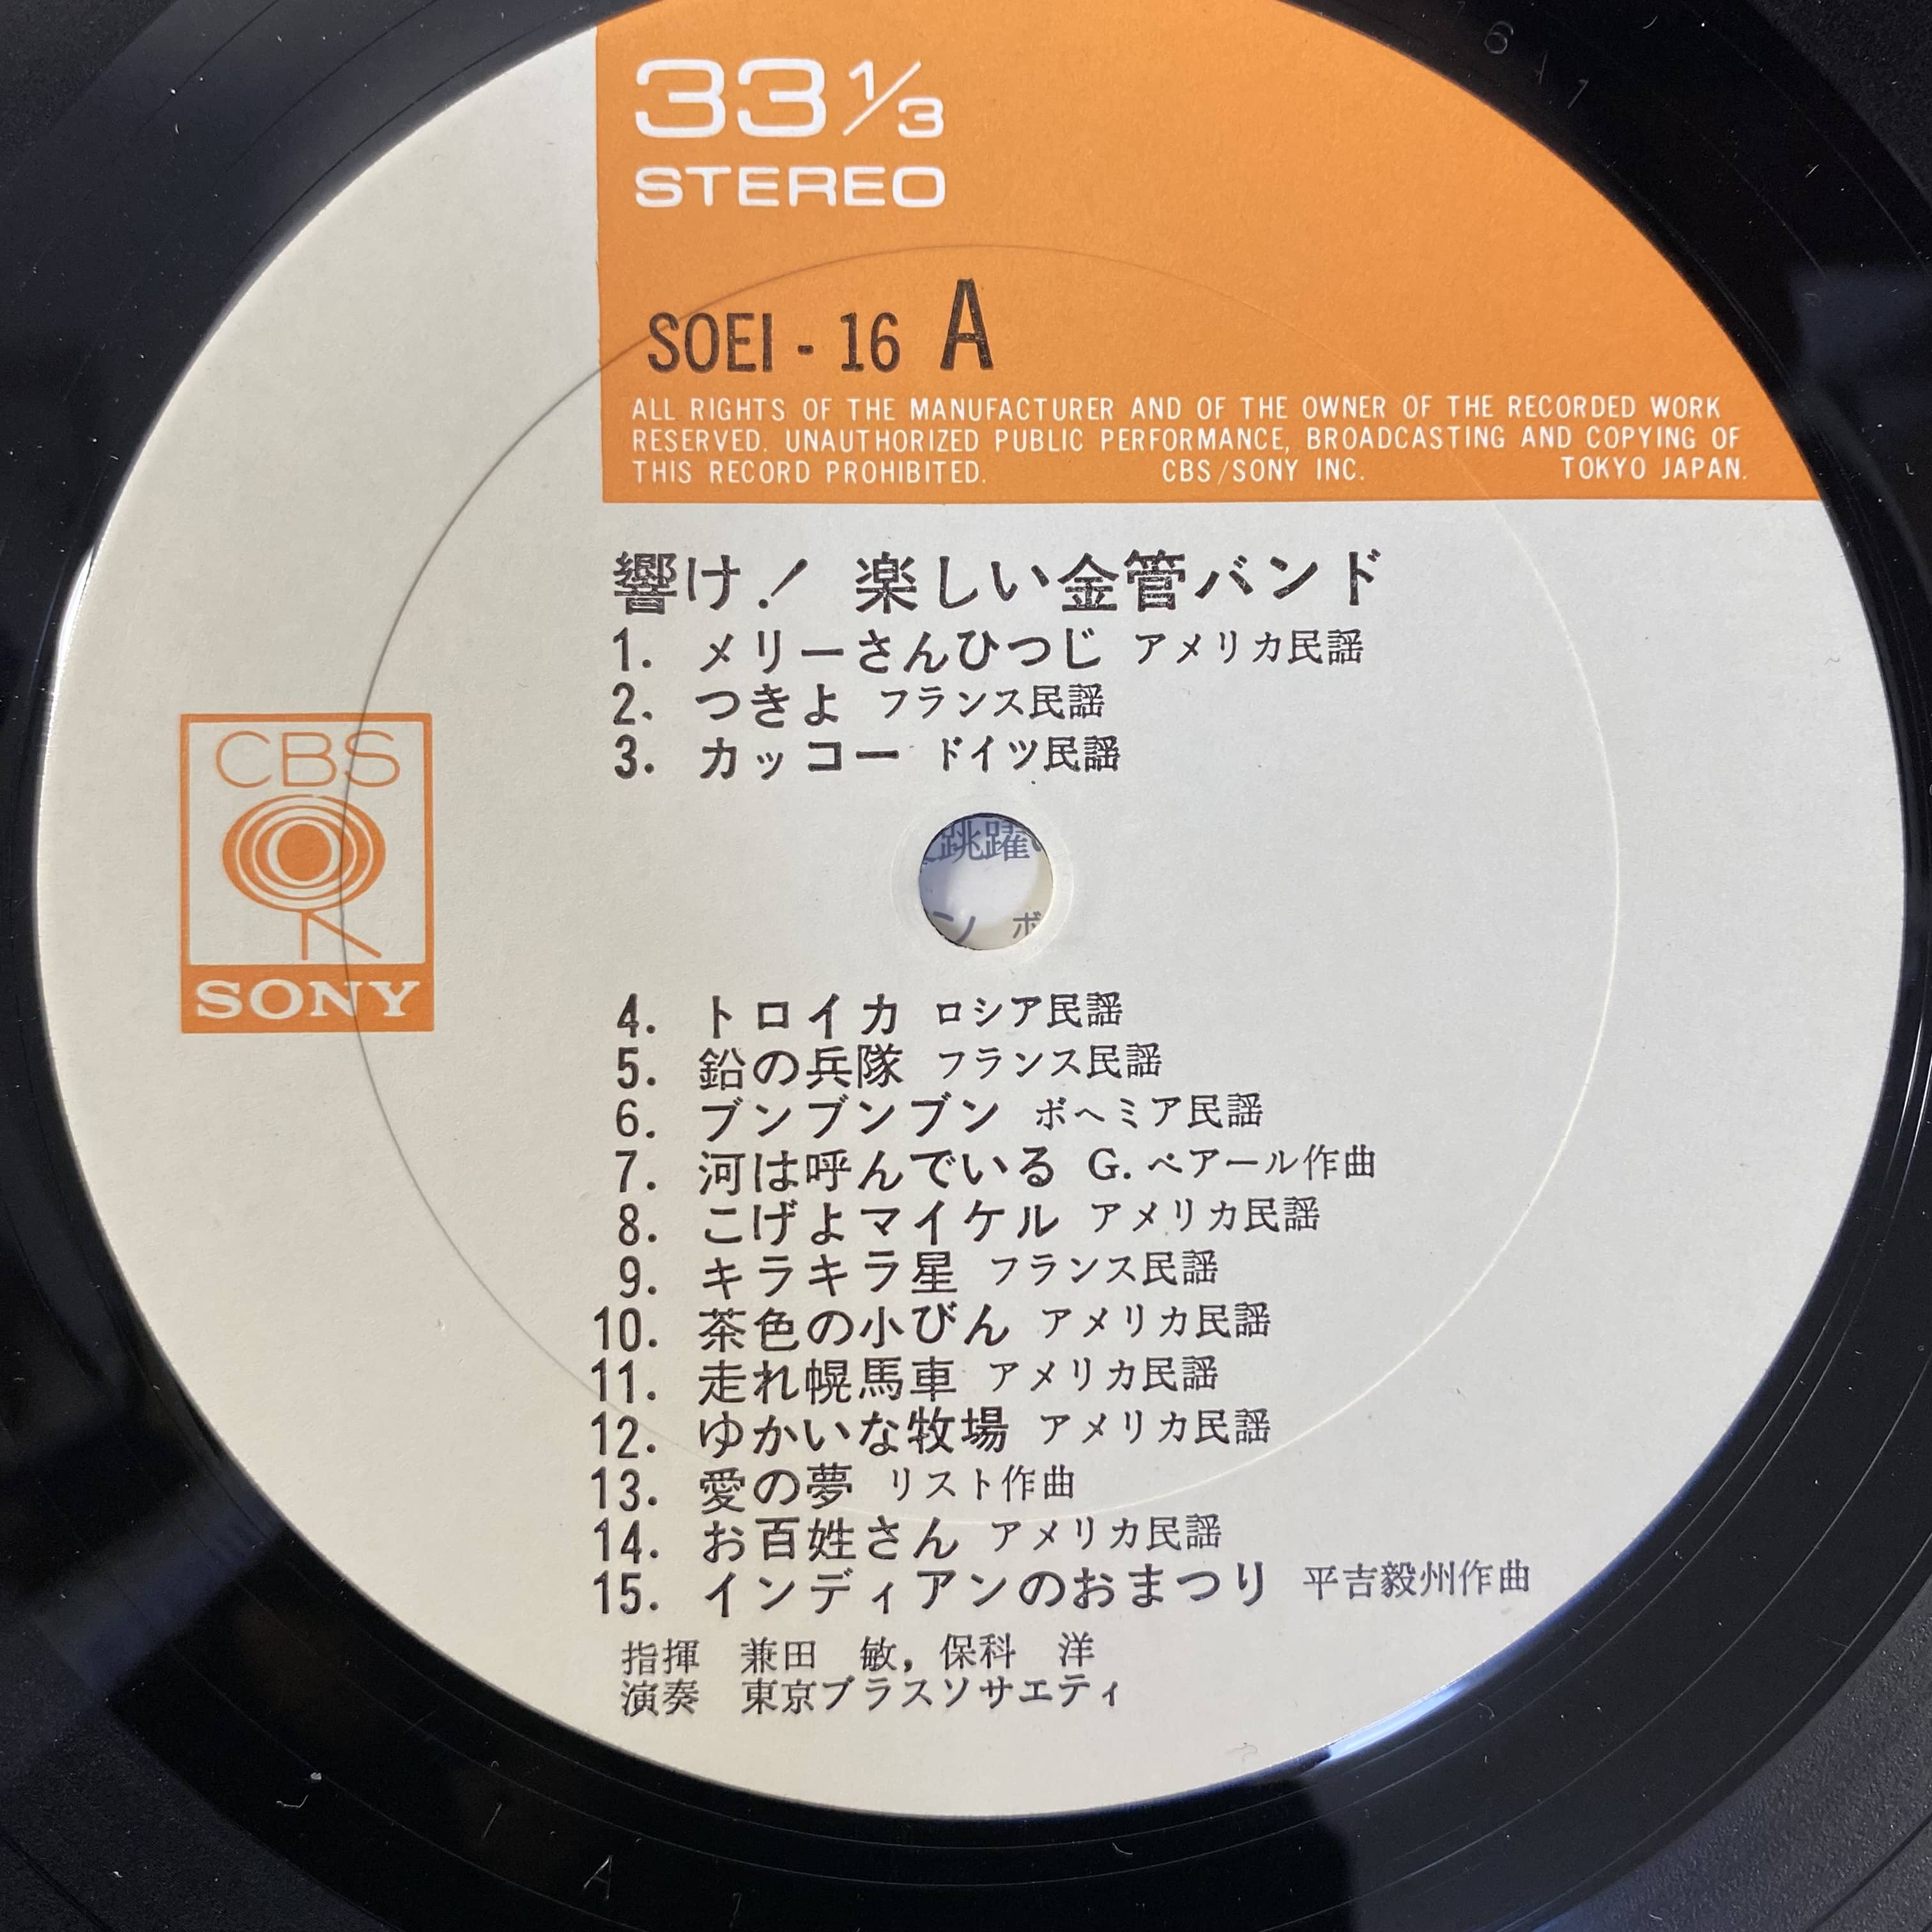 33 1/3
STEREO
SOEI - 16 A
ALL RIGHTS OF THE MANUFACTURER AND OF THE OWNER OF THE RECORDED WORK
RESERVED. UNAUTHORIZED PUBLIC PERFORMANCE, BROADCASTING AND COPYING OF
THIS RECORD PROHIBITED. CBS/SONY INC. TOKYO JAPAN.
響け! 楽しい金管バンド
1. メリーさんひつじ アメリカ民謡
2. つきよ フランス民謡
3. カッコー ドイツ民謡
CBS
SONY
跳躍
ン ボ
4. トロイカ ロシア民謡
5. 鉛の兵隊 フランス民謡
6. ブンブンブン ボヘミア民謡
7. 河は呼んでいる G. ベアール作曲
8. こげよマイケル アメリカ民謡
9. キラキラ星 フランス民謡
10. 茶色の小びん アメリカ民謡
11. 走れ幌馬車 アメリカ民謡
12. ゆかいな牧場 アメリカ民謡
13. 愛の夢 リスト作曲
14. お百姓さん アメリカ民謡
15. インディアンのおまつり 平吉毅州作曲
指揮 兼田 敏, 保科 洋
演奏 東京ブラスソサエティ